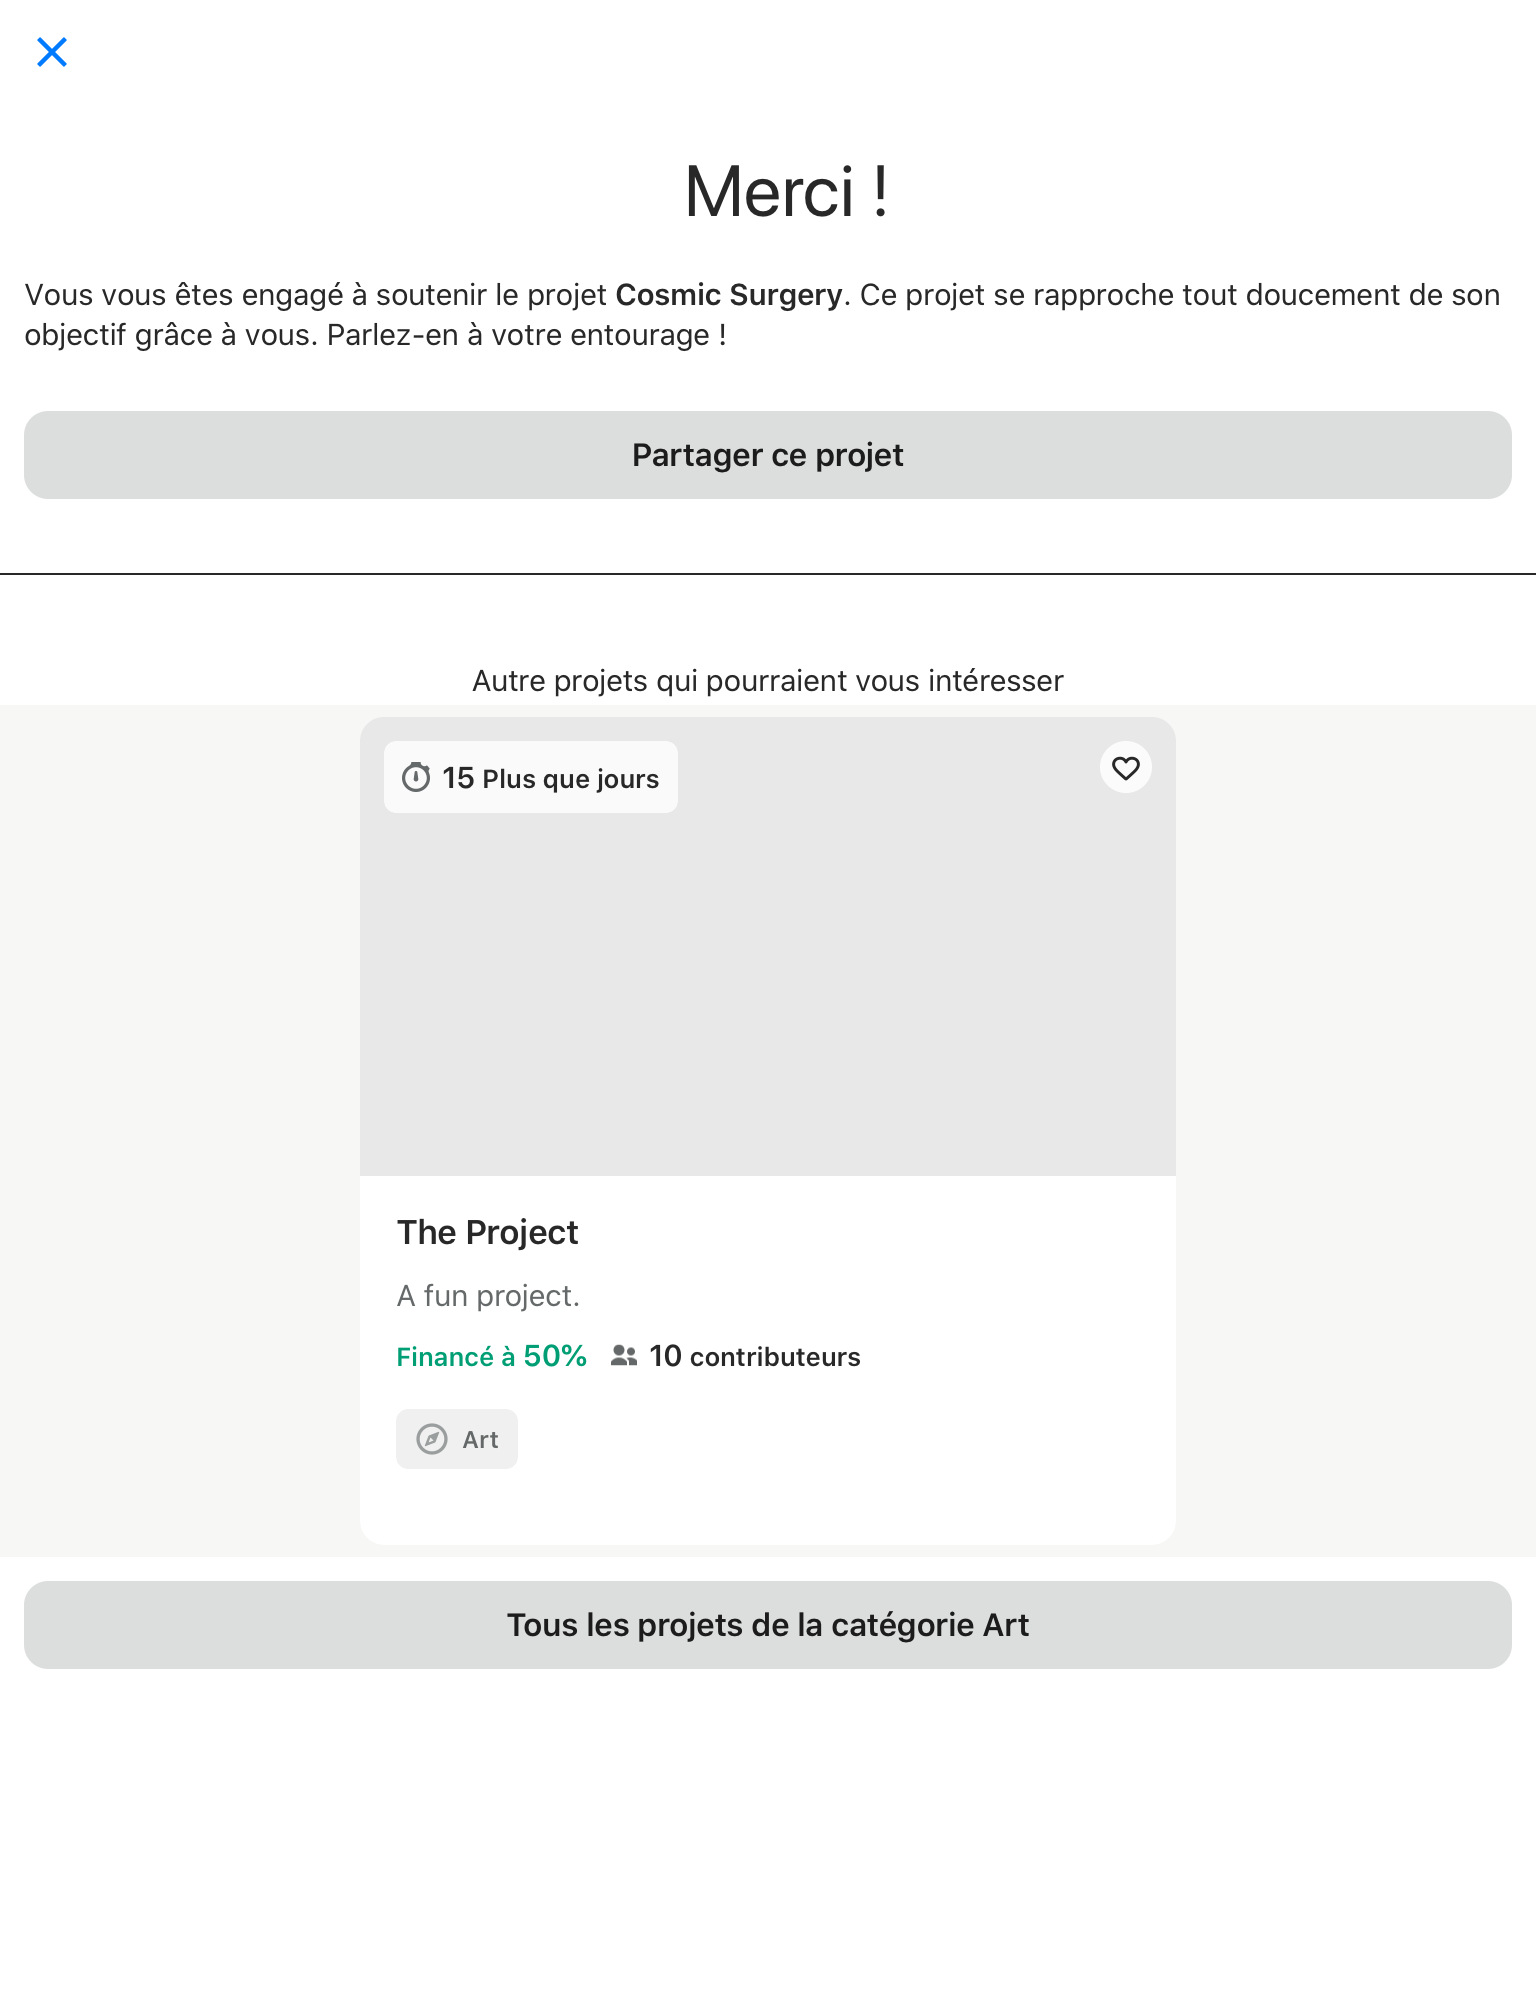 Merci !
Vous vous êtes engagé à soutenir le projet Cosmic Surgery. Ce projet se rapproche tout doucement de son
objectif grâce à vous. Parlez-en à votre entourage !
Partager ce projet
Autre projets qui pourraient vous intéresser
15 Plus que jours
The Project
A fun project.
Financé à 50% 10 contributeurs
Art
Tous les projets de la catégorie Art